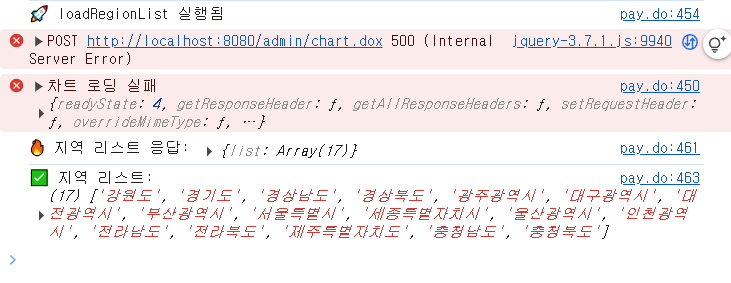 🚀 loadRegionList 실행됨 pay.do:454
▶POST http://localhost:8080/admin/chart.dox 500 (Internal jquery-3.7.1.js:9940
Server Error)
▶차트 로딩 실패 pay.do:450
{readyState: 4, getResponseHeader: ƒ, getAllResponseHeaders: ƒ, setRequestHeader:
ƒ, overrideMimeType: ƒ, …}
🔥 지역 리스트 응답: ▶{list: Array(17)} pay.do:461
✅ 지역 리스트: pay.do:463
(17) ['강원도', '경기도', '경상남도', '경상북도', '광주광역시', '대구광역시', '대
전광역시', '부산광역시', '서울특별시', '세종특별자치시', '울산광역시', '인천광역
시', '전라남도', '전라북도', '제주특별자치도', '충청남도', '충청북도']